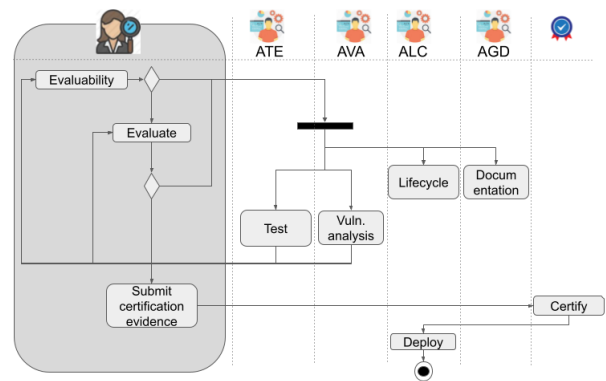 ATE
AVA
ALC
AGD
Evaluability
Evaluate
Lifecycle
Docum
entation
Test
Vuln.
analysis
Submit
certification
evidence
Certify
Deploy